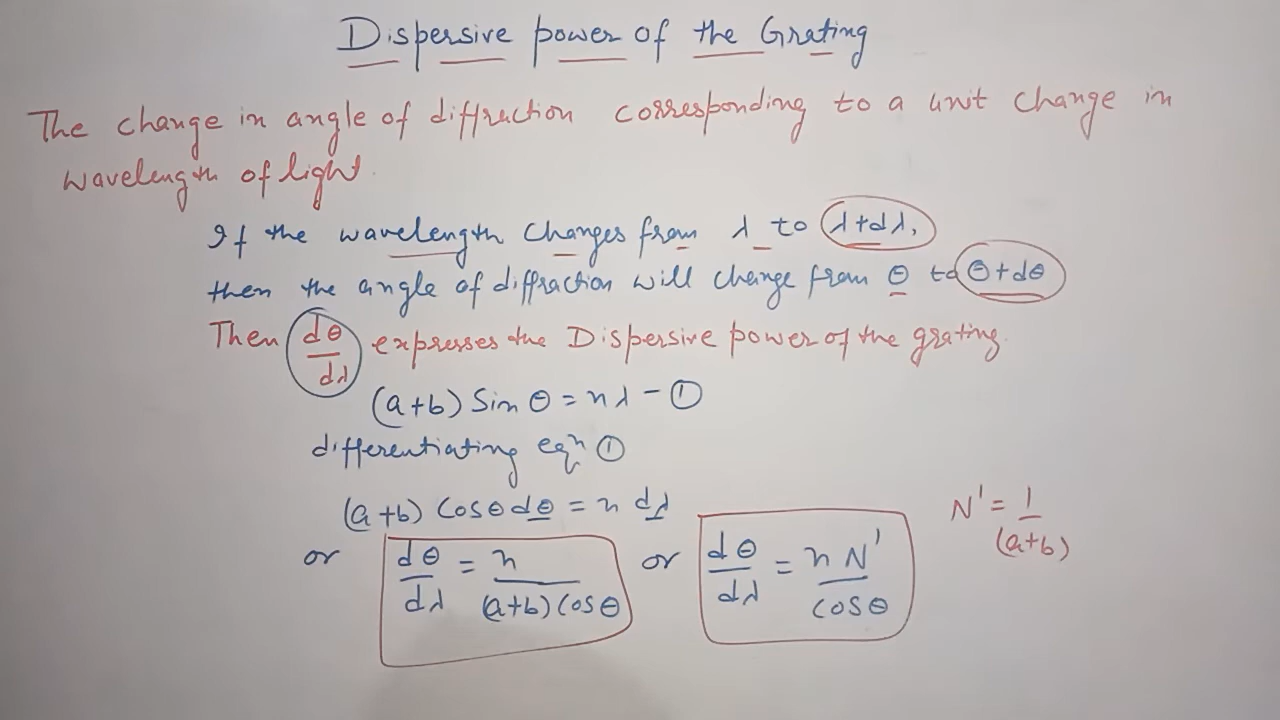 Dispersive power of the Grating
The change in angle of diffraction corresponding to a unit change in
wavelength of light.
If the wavelength changes from λ to λ+dλ,
then the angle of diffraction will change from θ to θ+dθ
Then dθ/dλ expresses the Dispersive power of the grating.
(a+b) Sin θ = nλ - ①
differentiating eqⁿ ①
(a+b) Cosθ dθ = n dλ
or dθ/dλ = n/(a+b) Cosθ or dθ/dλ = n N'/Cosθ
N' = 1/(a+b)